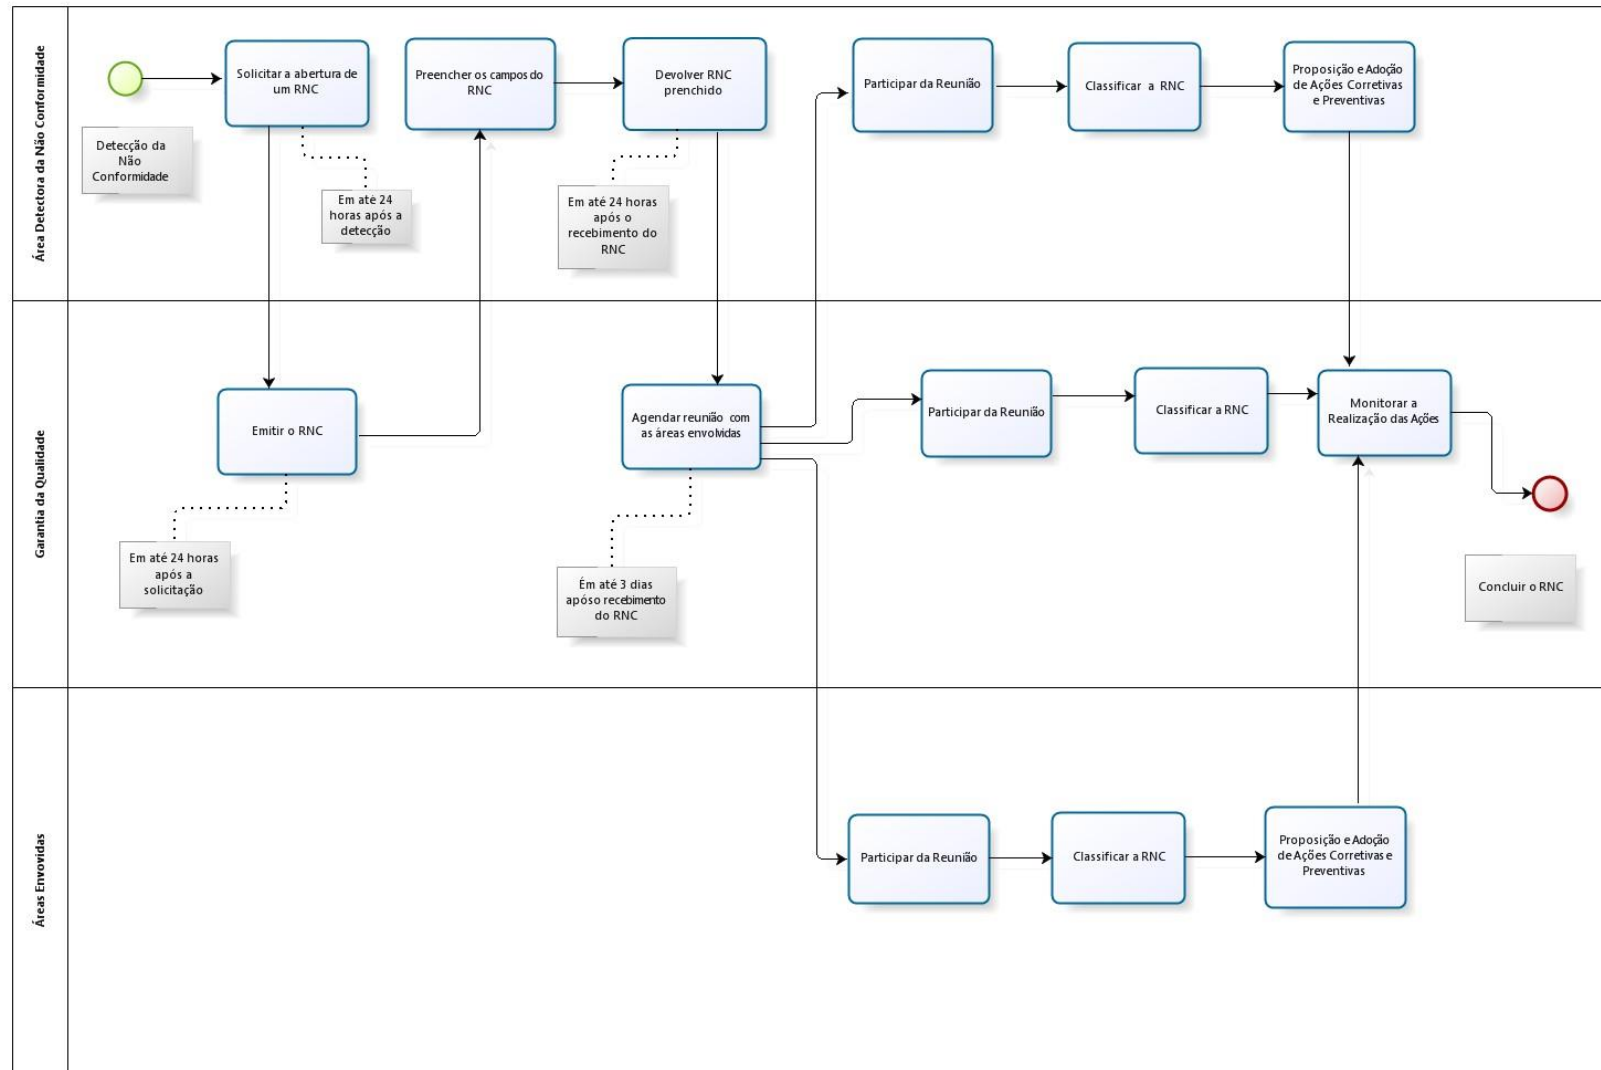 Área Detectora da Não Conformidade
Solicitar a abertura de
um RNC
Preencher os campos do
RNC
Devolver RNC
prenchido
Participar da Reunião
Classificar a RNC
Proposição e Adoção
de Ações Corretivas
e Preventivas
Detecção da
Não
Conformidade
Em até 24
horas após a
detecção
Em até 24 horas
após o
recebimento do
RNC
Garantia da Qualidade
Emitir o RNC
Agendar reunião com
as áreas envolvidas
Participar da Reunião
Classificar a RNC
Monitorar a
Realização das Ações
Em até 24 horas
após a
solicitação
Ém até 3 dias
apóso recebimento
do RNC
Concluir o RNC
Áreas Envovidas
Participar da Reunião
Classificar a RNC
Proposição e Adoção
de Ações Corretivas e
Preventivas